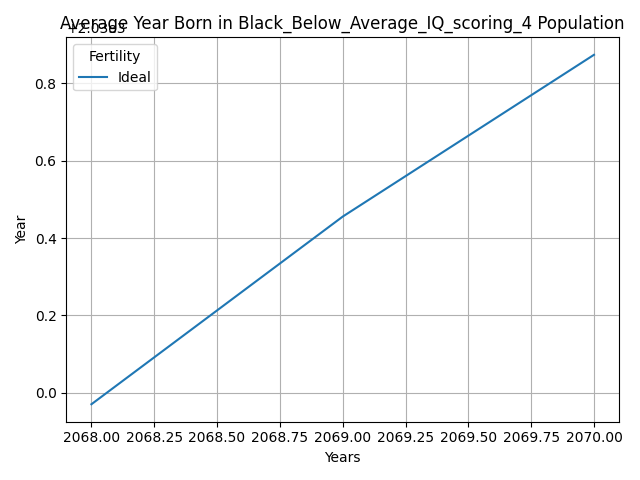 Average Year Born in Black_Below_Average_IQ_scoring_4 Population
Fertility
Ideal
Year
0.8
0.6
0.4
0.2
0.0
2068.00 2068.25 2068.50 2068.75 2069.00 2069.25 2069.50 2069.75 2070.00
Years